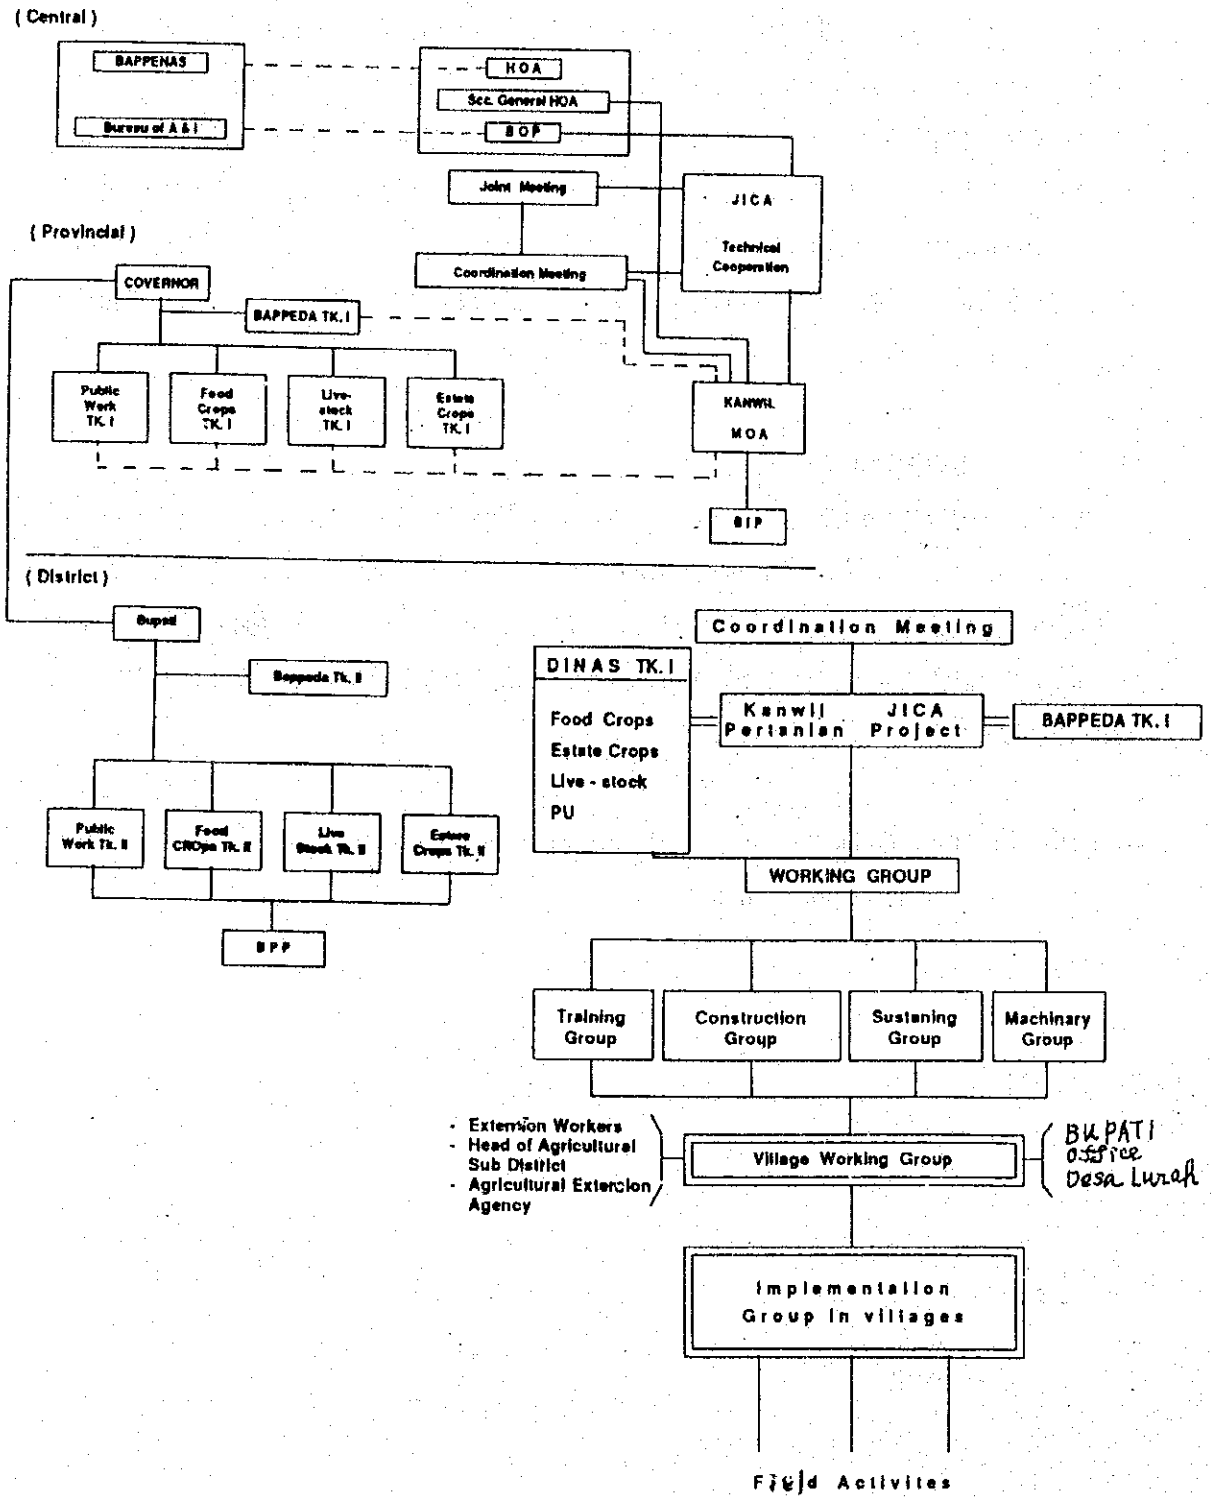 ( Central )
BAPPENAS
Bureau of A & I
HOA
Sec. General HOA
BOP
Joint Meeting
JICA
Technical
Cooperation
( Provincial )
Coordination Meeting
COVERNOR
BAPPEDA TK. I
Public
Work
TK. I
Food
Crops
TK. I
Live-
stock
TK. I
Estate
Crops
TK. I
KANWIL
MOA
BIP
( District )
Bupati
Bappeda Tk. II
Public
Work Tk. II
Food
CROps Tk. II
Live
Stock Tk. II
Estate
Crops Tk. II
BPP
Coordination Meeting
DINAS TK. I
Food Crops
Estate Crops
Live - stock
PU
Kanwil JICA
Pertanian Project
BAPPEDA TK. I
WORKING GROUP
Training
Group
Construction
Group
Sustaning
Group
Machinary
Group
- Extension Workers
- Head of Agricultural
Sub District
- Agricultural Extension
Agency
Village Working Group
BUPATI
office
Desa Lurah
Implementation
Group in villages
Field Activites